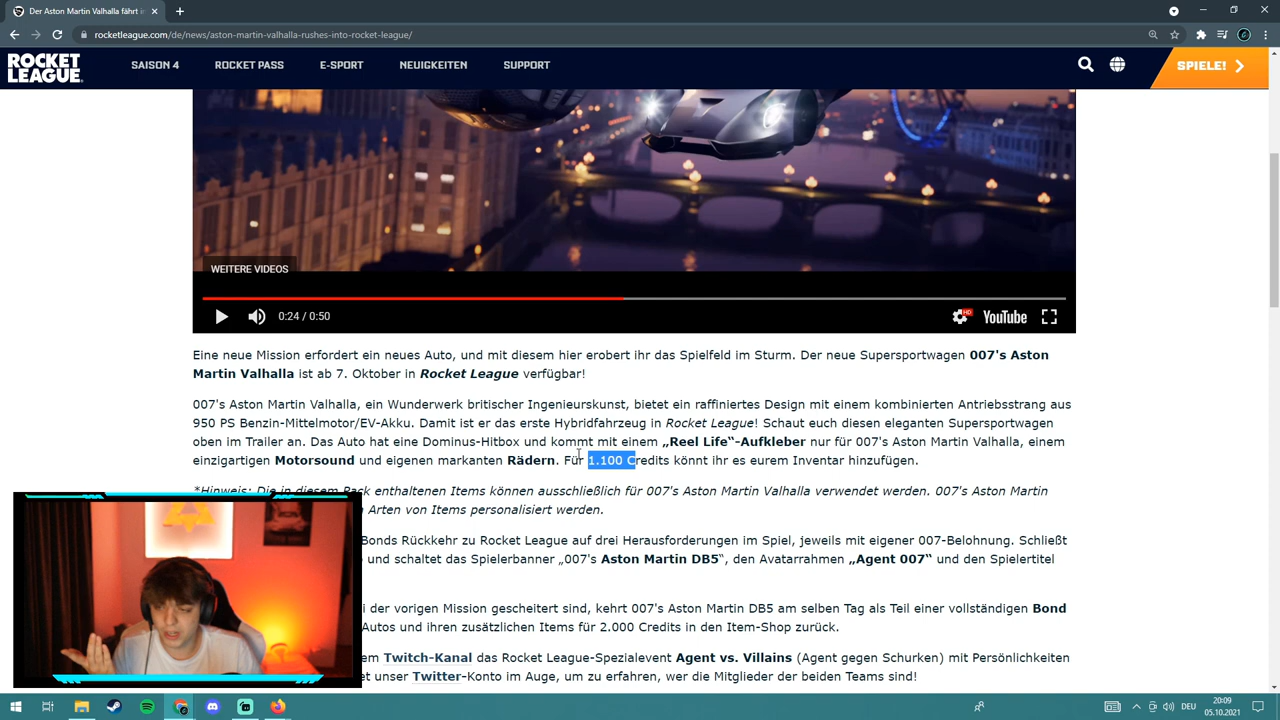 Der Aston Martin Valhalla fährt i
rocketleague.com/de/news/aston-martin-valhalla-rushes-into-rocket-league/
ROCKET
LEAGUE
SAISON 4
ROCKET PASS
E-SPORT
NEUIGKEITEN
SUPPORT
SPIELE!
WEITERE VIDEOS
0:24 / 0:50
HD
YouTube
Eine neue Mission erfordert ein neues Auto, und mit diesem hier erobert ihr das Spielfeld im Sturm. Der neue Supersportwagen 007's Aston
Martin Valhalla ist ab 7. Oktober in Rocket League verfügbar!
007's Aston Martin Valhalla, ein Wunderwerk britischer Ingenieurskunst, bietet ein raffiniertes Design mit einem kombinierten Antriebsstrang aus
950 PS Benzin-Mittelmotor/EV-Akku. Damit ist er das erste Hybridfahrzeug in Rocket League! Schaut euch diesen eleganten Supersportwagen
oben im Trailer an. Das Auto hat eine Dominus-Hitbox und kommt mit einem „Reel Life“-Aufkleber nur für 007's Aston Martin Valhalla, einem
einzigartigen Motorsound und eigenen markanten Rädern. Für 1.100 Credits könnt ihr es eurem Inventar hinzufügen.
*Hinweis: Die in diesem Pack enthaltenen Items können ausschließlich für 007's Aston Martin Valhalla verwendet werden. 007's Aston Martin
Arten von Items personalisiert werden.
Bonds Rückkehr zu Rocket League auf drei Herausforderungen im Spiel, jeweils mit eigener 007-Belohnung. Schließt
und schaltet das Spielerbanner „007's Aston Martin DB5“, den Avatarrahmen „Agent 007“ und den Spielertitel
i der vorigen Mission gescheitert sind, kehrt 007's Aston Martin DB5 am selben Tag als Teil einer vollständigen Bond
Autos und ihren zusätzlichen Items für 2.000 Credits in den Item-Shop zurück.
em Twitch-Kanal das Rocket League-Spezialevent Agent vs. Villains (Agent gegen Schurken) mit Persönlichkeiten
et unser Twitter-Konto im Auge, um zu erfahren, wer die Mitglieder der beiden Teams sind!
DEU
20:09
05.10.2021